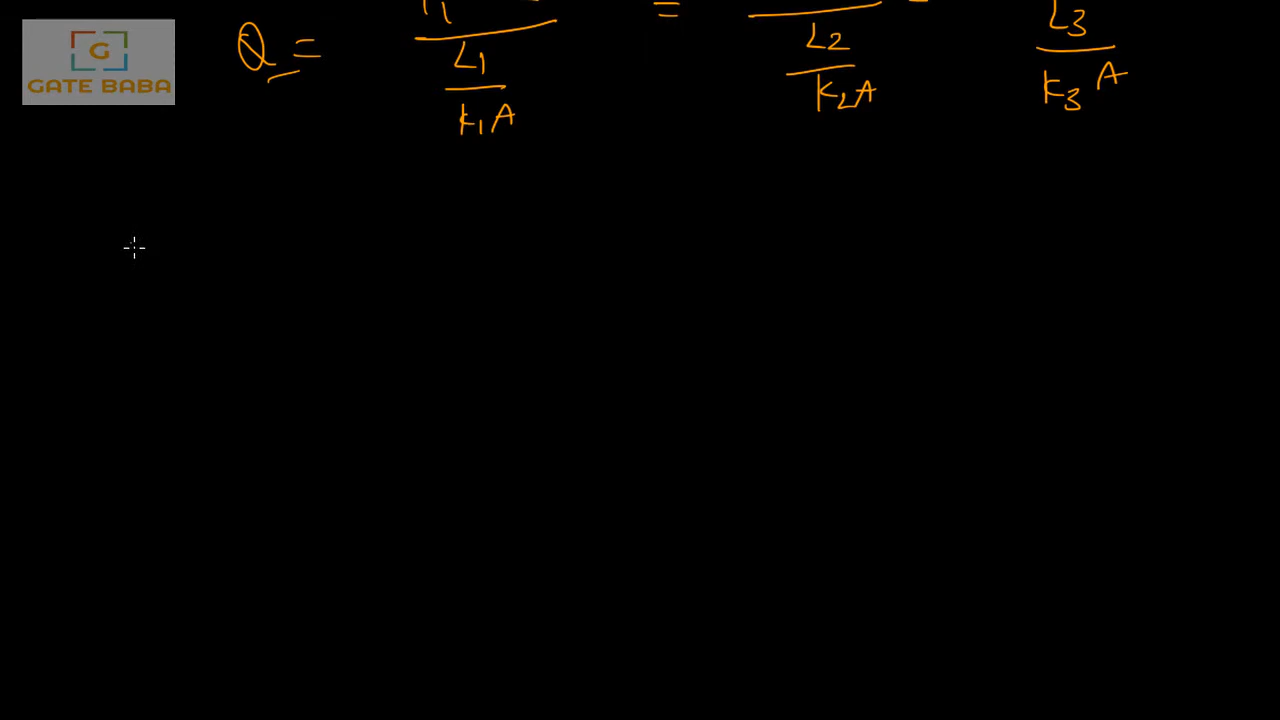 G
GATE BABA
Q = = =
L1 L2 L3
K1A K2A K3 A